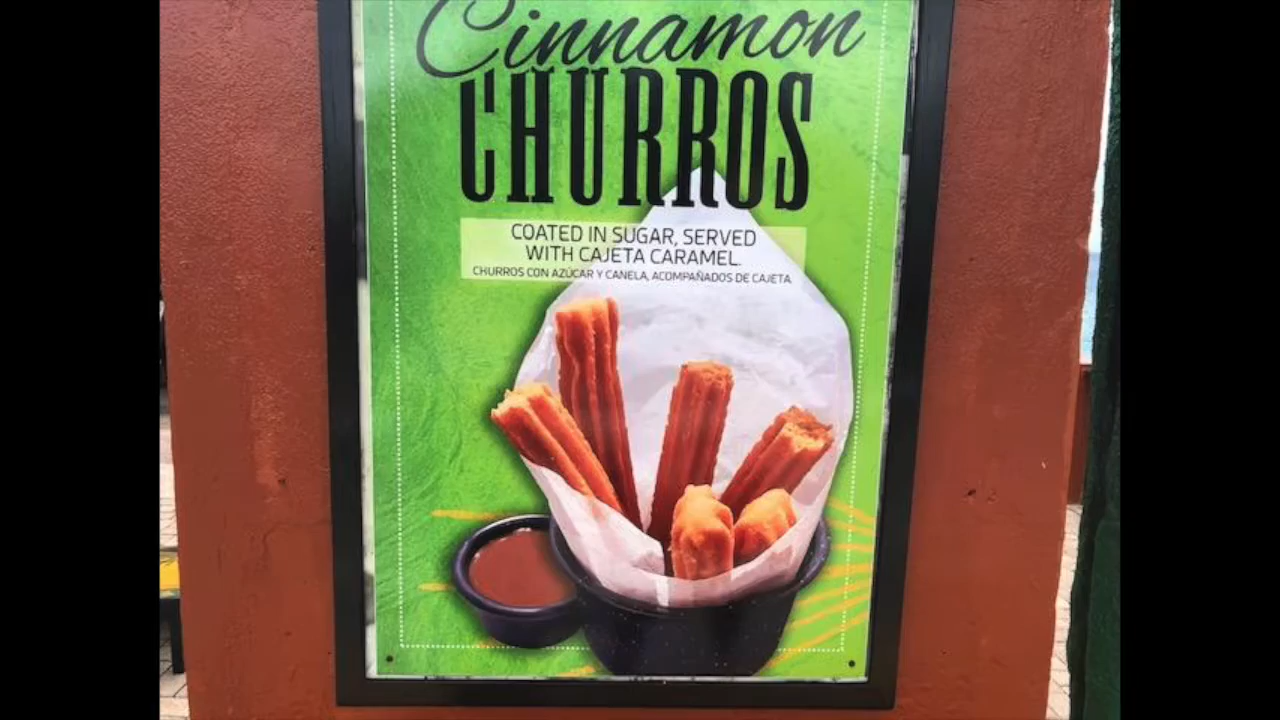 Cinnamon
CHURROS
COATED IN SUGAR, SERVED
WITH CAJETA CARAMEL.
CHURROS CON AZÚCAR Y CANELA, ACOMPAÑADOS DE CAJETA.